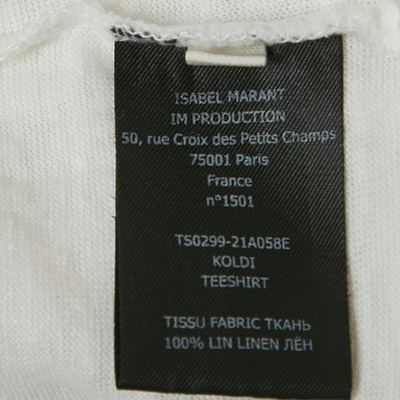 ISABEL MARANT
IM PRODUCTION
50, rue Croix des Petits Champs
75001 Paris
France
n°1501
TS0299-21A058E
KOLDI
TEESHIRT
TISSU FABRIC ТКАНЬ
100% LIN LINEN ЛЁН